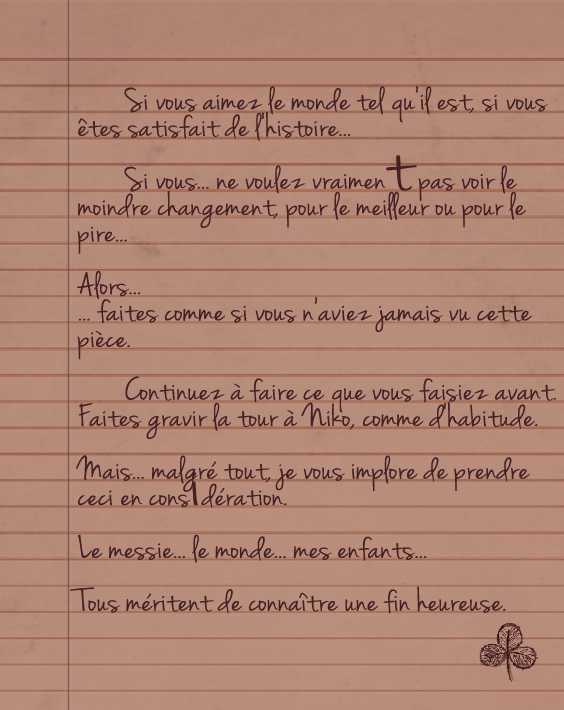 Si vous aimez le monde tel qu'il est, si vous
êtes satisfait de l'histoire...
Si vous... ne voulez vraiment pas voir le
moindre changement, pour le meilleur ou pour le
pire...
Alors...
... faites comme si vous n'aviez jamais vu cette
pièce.
Continuez à faire ce que vous faisiez avant.
Faites gravir la tour à Niko, comme d'habitude.
Mais... malgré tout, je vous implore de prendre
ceci en considération.
Le messie... le monde... mes enfants...
Tous méritent de connaître une fin heureuse.